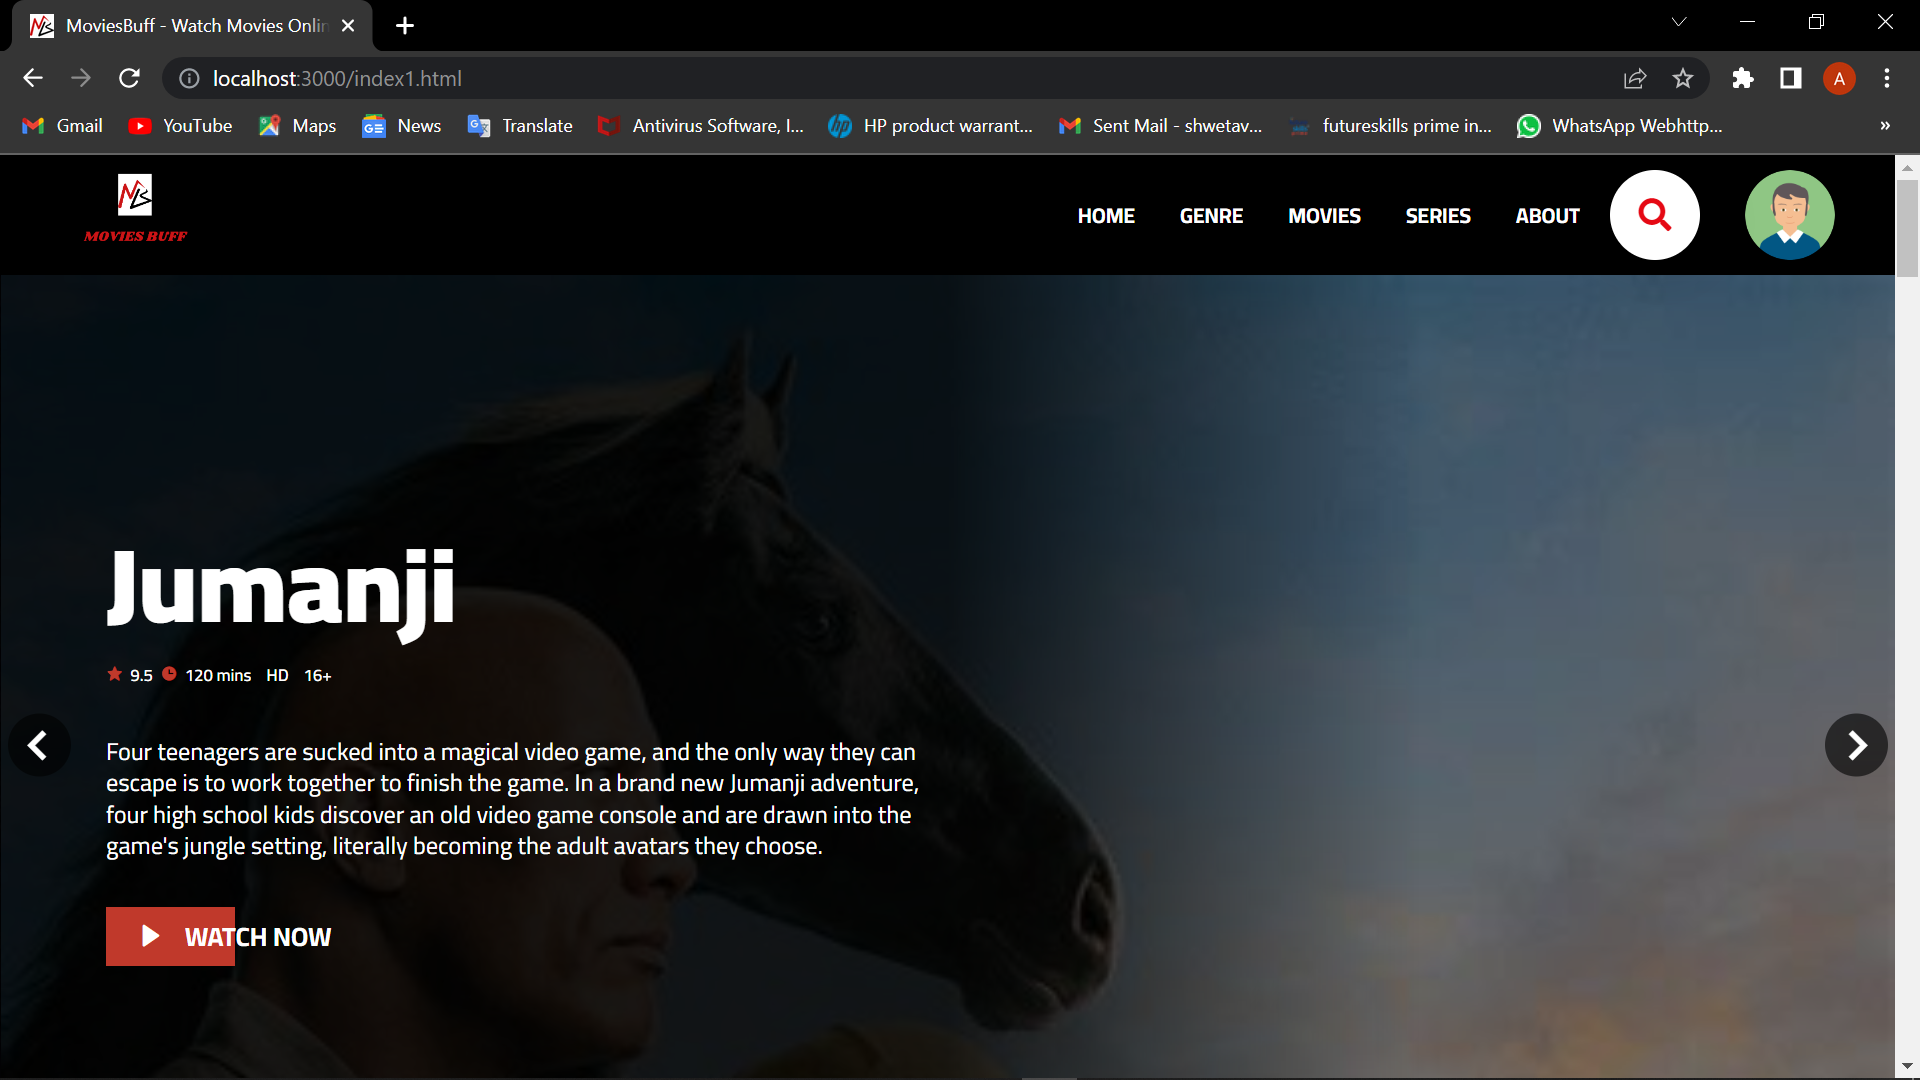 MoviesBuff - Watch Movies Onlin
localhost:3000/index1.html
A
Gmail
YouTube
Maps
News
Translate
Antivirus Software, I...
HP product warrant...
Sent Mail - shwetav...
futureskills prime in...
WhatsApp Webhttp...
»
MOVIES BUFF
HOME
GENRE
MOVIES
SERIES
ABOUT
Jumanji
9.5 120 mins HD 16+
Four teenagers are sucked into a magical video game, and the only way they can
escape is to work together to finish the game. In a brand new Jumanji adventure,
four high school kids discover an old video game console and are drawn into the
game's jungle setting, literally becoming the adult avatars they choose.
WATCH NOW